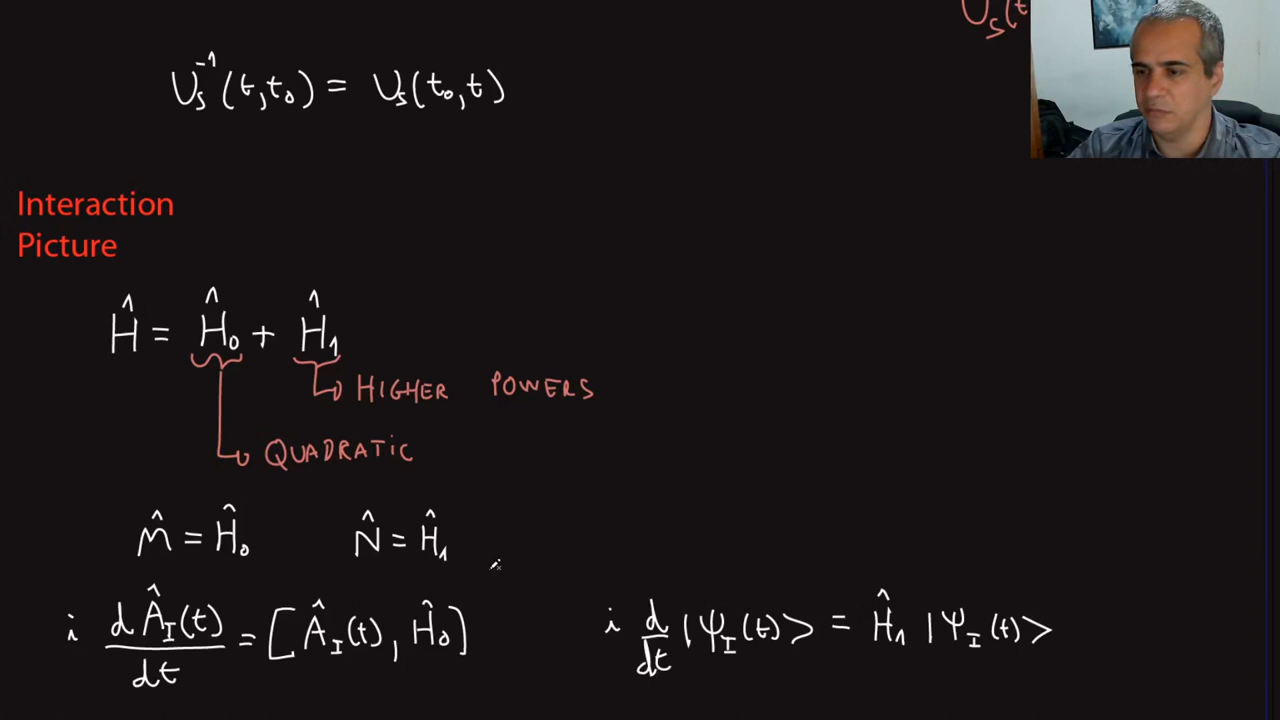 U_S(t
U_S^{-1}(t,t_0) = U_S(t_0,t)
Interaction
Picture
Ĥ = Ĥ_0 + Ĥ_1
HIGHER POWERS
QUADRATIC
M̂ = Ĥ_0 N̂ = Ĥ_1
i dÂ_I(t)/dt = [Â_I(t), Ĥ_0] i d/dt |Ψ_I(t)> = Ĥ_1 |Ψ_I(t)>